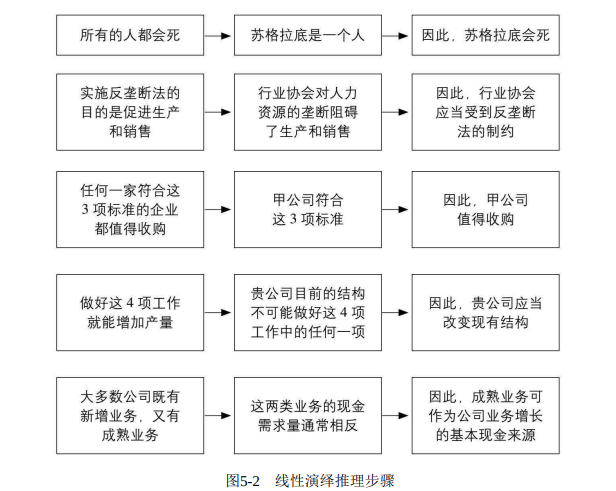 所有的人都会死
苏格拉底是一个人
因此，苏格拉底会死
实施反垄断法的
目的是促进生产
和销售
行业协会对人力
资源的垄断阻碍
了生产和销售
因此，行业协会
应当受到反垄断
法的制约
任何一家符合这
3 项标准的企业
都值得收购
甲公司符合
这 3 项标准
因此，甲公司
值得收购
做好这 4 项工作
就能增加产量
贵公司目前的结构
不可能做好这 4 项
工作中的任何一项
因此，贵公司应当
改变现有结构
大多数公司既有
新增业务，又有
成熟业务
这两类业务的现金
需求量通常相反
因此，成熟业务可
作为公司业务增长
的基本现金来源
图5-2 线性演绎推理步骤